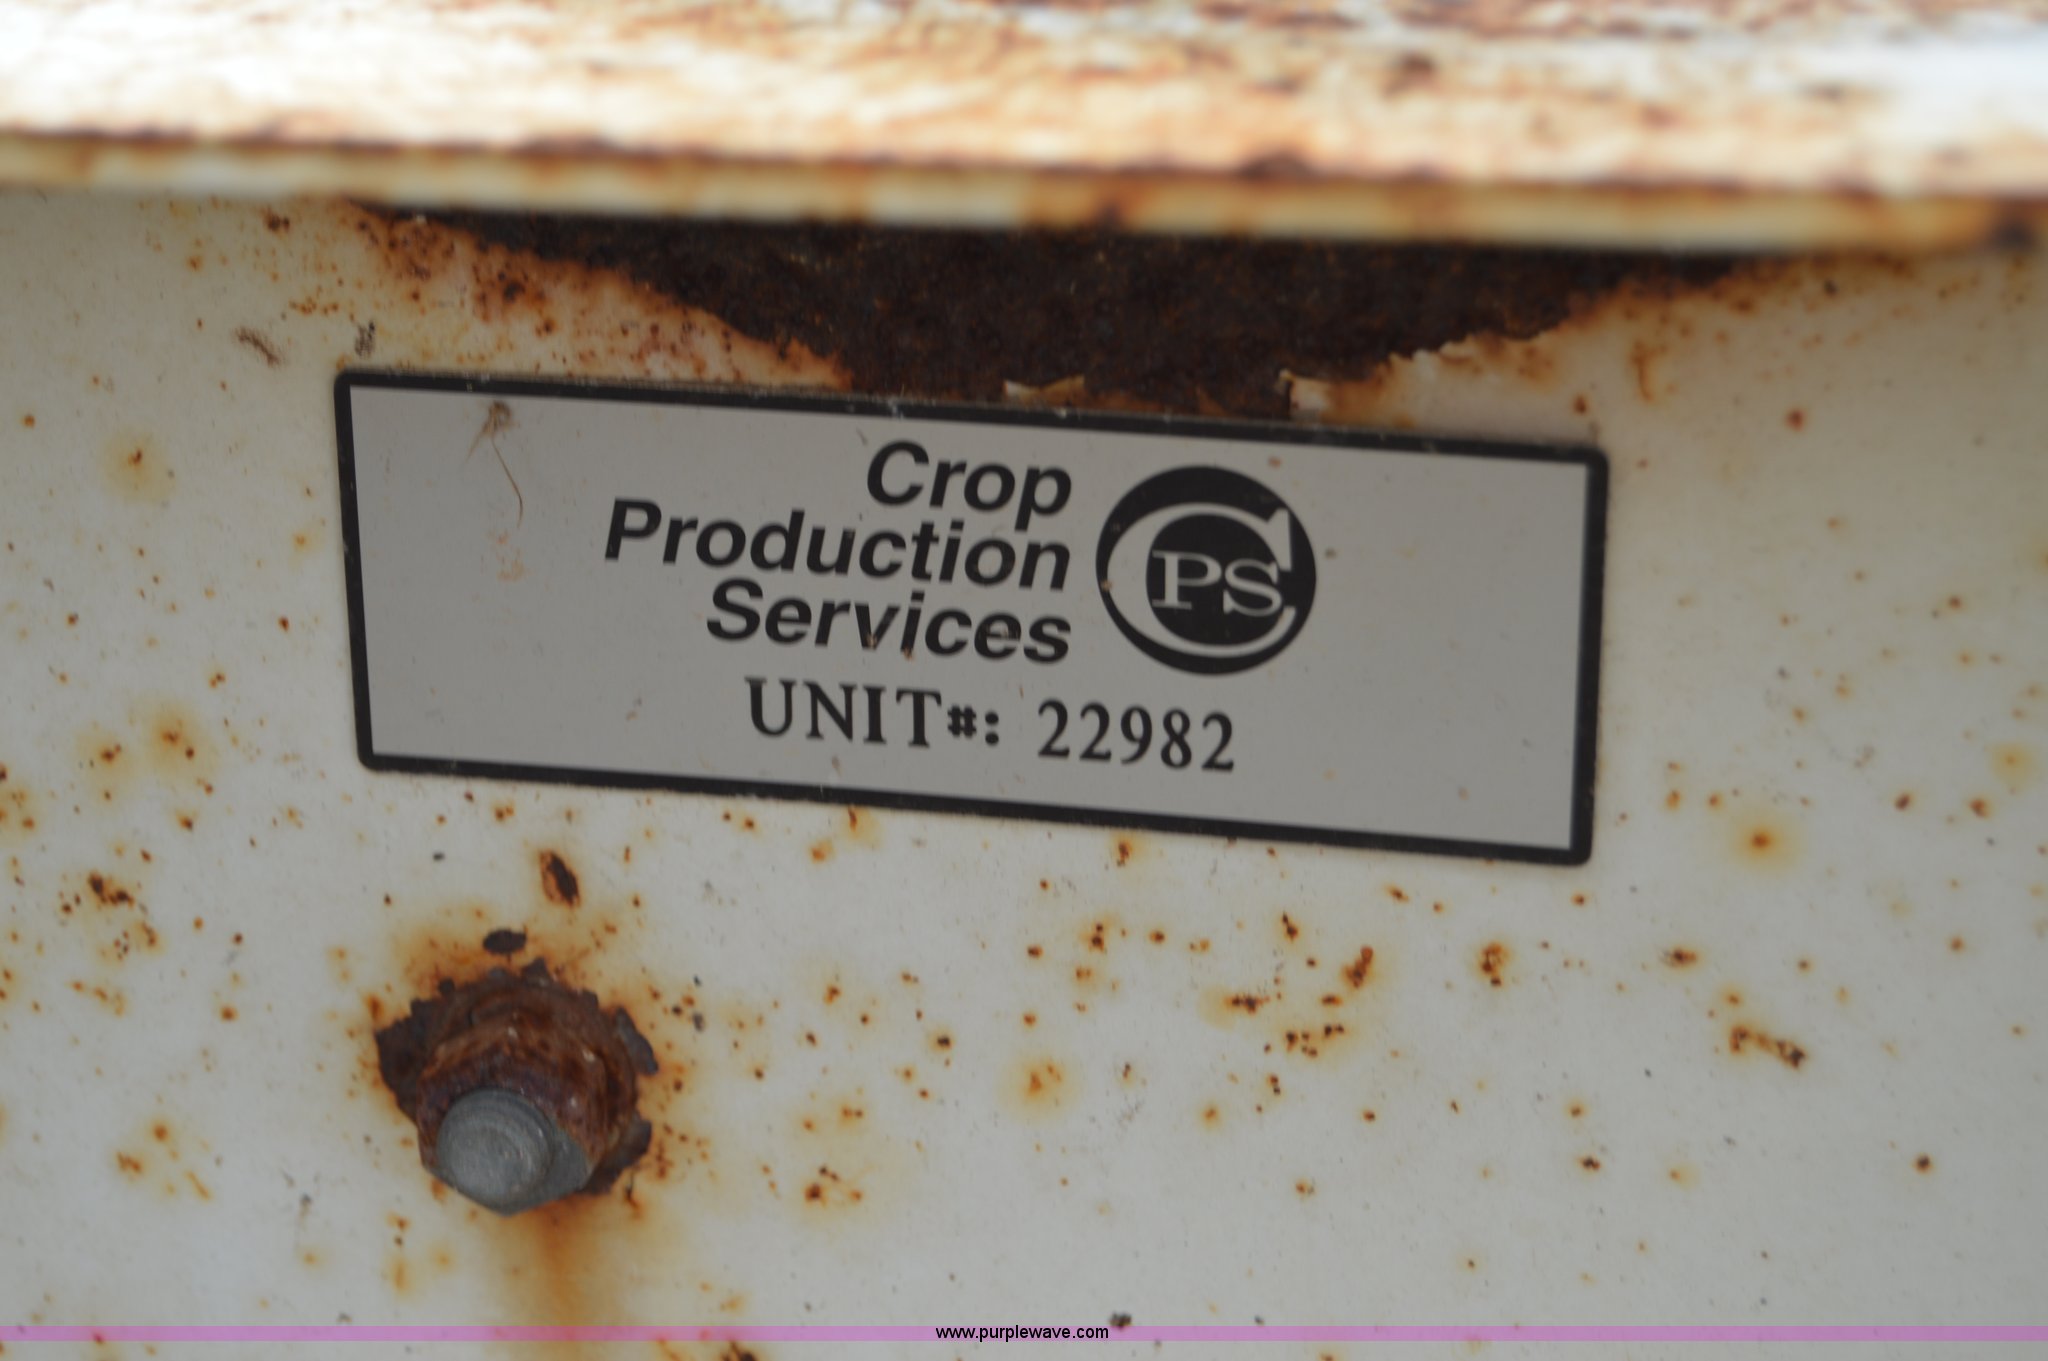 Crop
Production
Services
CPS
UNIT#: 22982
www.purplewave.com